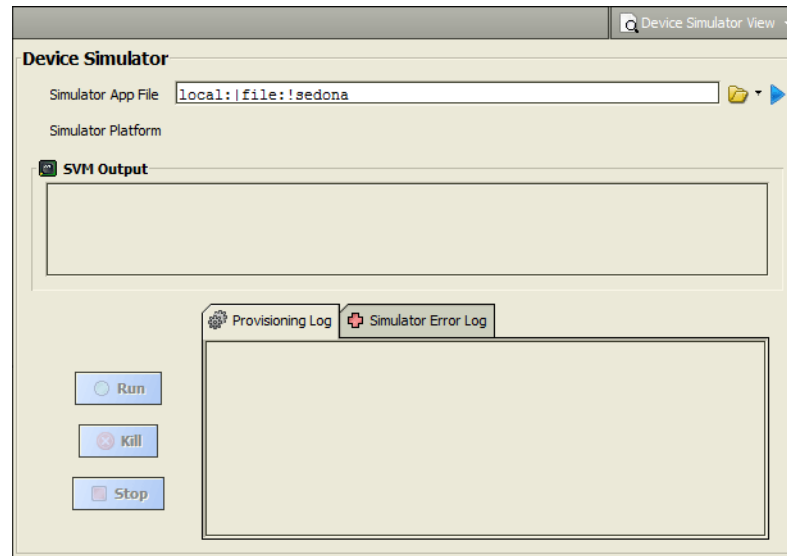 Device Simulator View
Device Simulator
Simulator App File local:|file:!sedona
Simulator Platform
SVM Output
Provisioning Log Simulator Error Log
Run
Kill
Stop